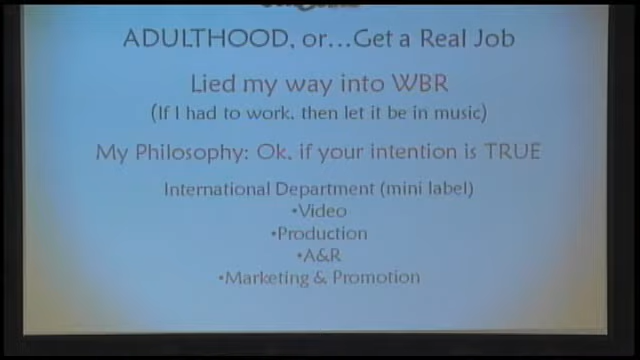 ADULTHOOD, or...Get a Real Job
Lied my way into WBR
(If I had to work, then let it be in music)
My Philosophy: Ok, if your intention is TRUE
International Department (mini label)
•Video
•Production
•A&R
•Marketing & Promotion